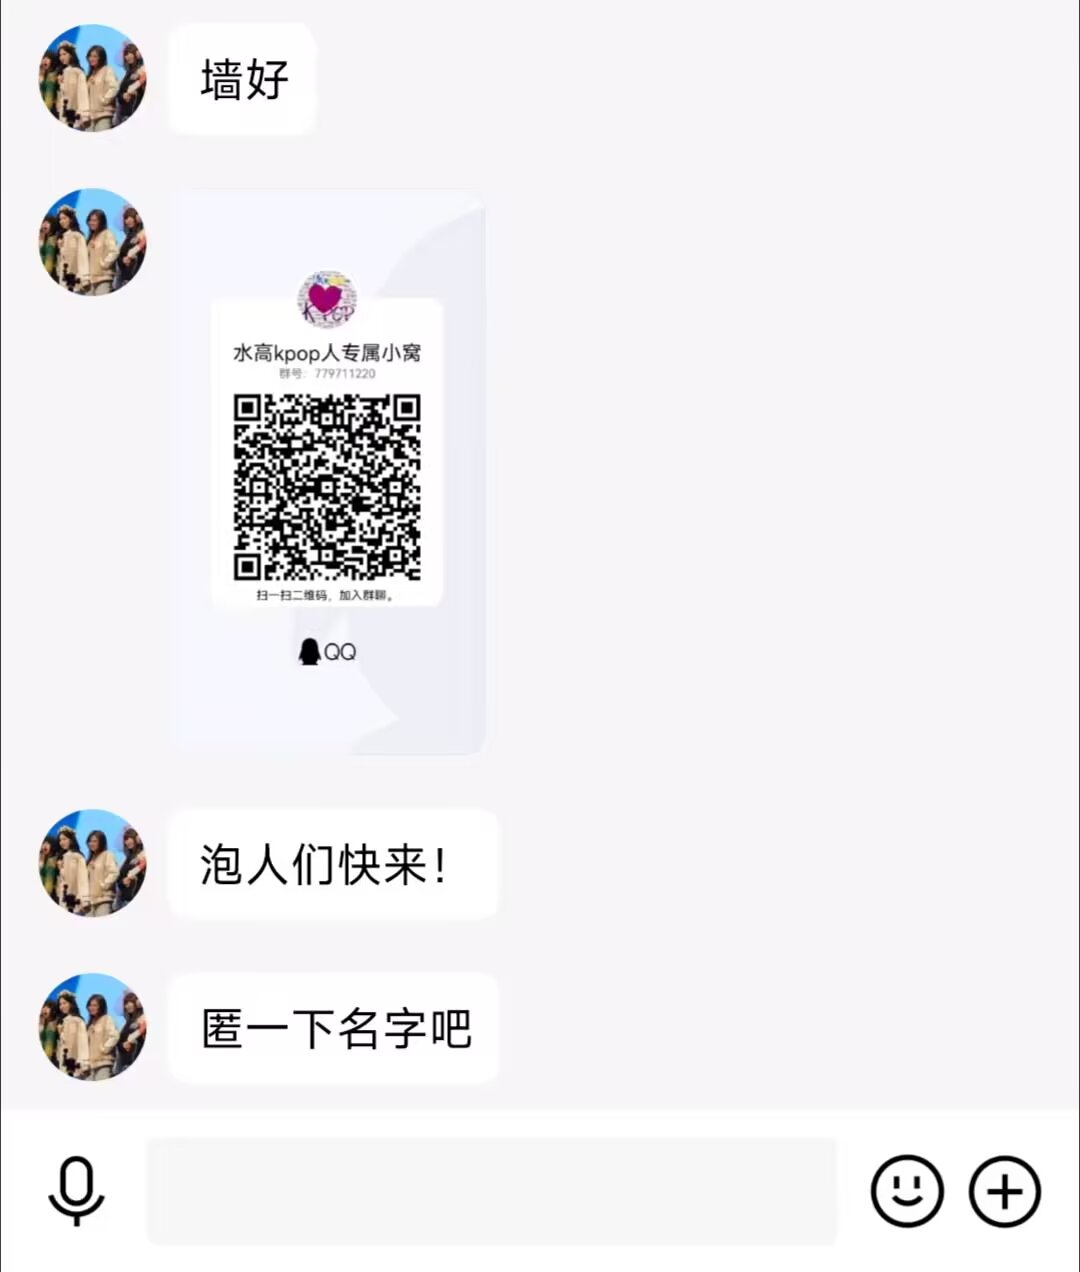 墙好
KPOP
水高kpop人专属小窝
群号：779711220
扫一扫二维码，加入群聊。
QQ
泡人们快来！
匿一下名字吧